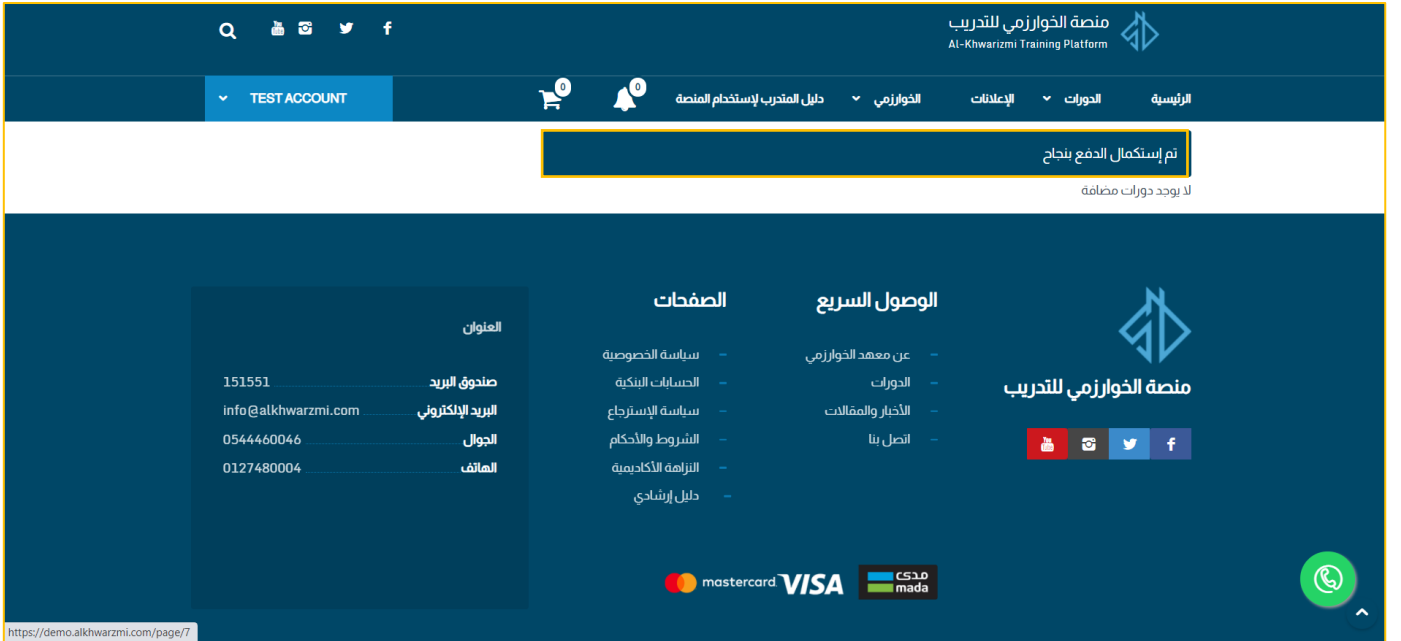 منصة الخوارزمي للتدريب
Al-Khwarizmi Training Platform
الرئيسية
الدورات
الإعلانات
الخوارزمي
دليل المتدرب لإستخدام المنصة
0
0
TEST ACCOUNT
تم إستكمال الدفع بنجاح
لا يوجد دورات مضافة
منصة الخوارزمي للتدريب
الوصول السريع
– عن معهد الخوارزمي
– الدورات
– الأخبار والمقالات
– اتصل بنا
الصفحات
– سياسة الخصوصية
– الحسابات البنكية
– سياسة الإسترجاع
– الشروط والأحكام
– النزاهة الأكاديمية
– دليل إرشادي
العنوان
صندوق البريد 151551
البريد الإلكتروني info@alkhwarzmi.com
الجوال 0544460046
الهاتف 0127480004
mastercard. VISA مدى mada
https://demo.alkhwarzmi.com/page/7